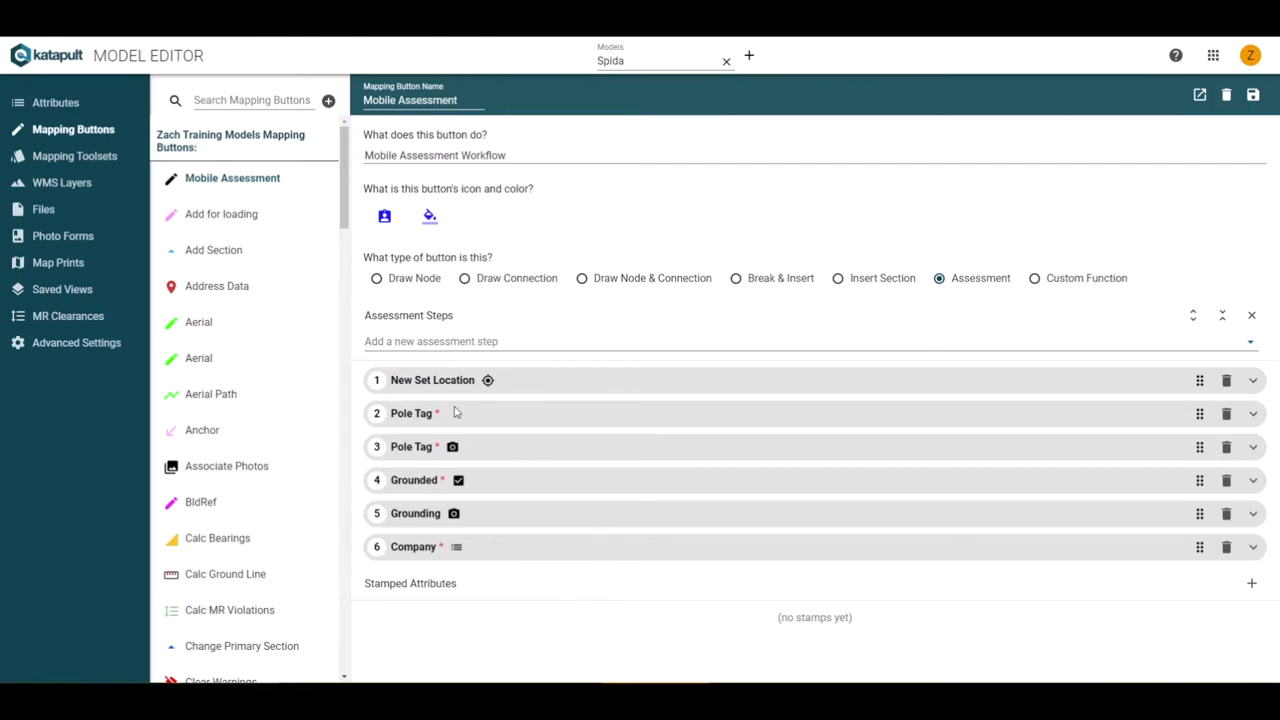 katapult MODEL EDITOR
Models
Spida
Z
Attributes
Mapping Buttons
Mapping Toolsets
WMS Layers
Files
Photo Forms
Map Prints
Saved Views
MR Clearances
Advanced Settings
Search Mapping Buttons
Zach Training Models Mapping
Buttons:
Mobile Assessment
Add for loading
Add Section
Address Data
Aerial
Aerial
Aerial Path
Anchor
Associate Photos
BldRef
Calc Bearings
Calc Ground Line
Calc MR Violations
Change Primary Section
Clear Warnings
Mapping Button Name
Mobile Assessment
What does this button do?
Mobile Assessment Workflow
What is this button's icon and color?
What type of button is this?
Draw Node Draw Connection Draw Node & Connection Break & Insert Insert Section Assessment Custom Function
Assessment Steps
Add a new assessment step
1 New Set Location
2 Pole Tag *
3 Pole Tag *
4 Grounded *
5 Grounding
6 Company *
Stamped Attributes
(no stamps yet)